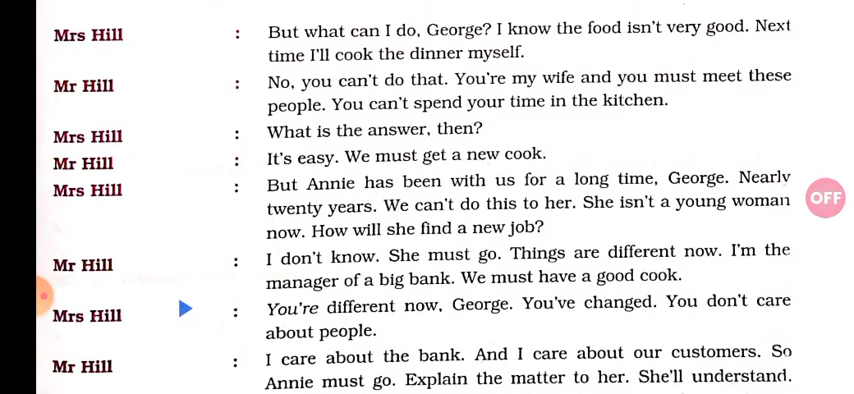 Mrs Hill : But what can I do, George? I know the food isn't very good. Next
time I'll cook the dinner myself.
Mr Hill : No, you can't do that. You're my wife and you must meet these
people. You can't spend your time in the kitchen.
Mrs Hill : What is the answer, then?
Mr Hill : It's easy. We must get a new cook.
Mrs Hill : But Annie has been with us for a long time, George. Nearly
twenty years. We can't do this to her. She isn't a young woman
now. How will she find a new job?
OFF
Mr Hill : I don't know. She must go. Things are different now. I'm the
manager of a big bank. We must have a good cook.
Mrs Hill : You're different now, George. You've changed. You don't care
about people.
Mr Hill : I care about the bank. And I care about our customers. So
Annie must go. Explain the matter to her. She'll understand.